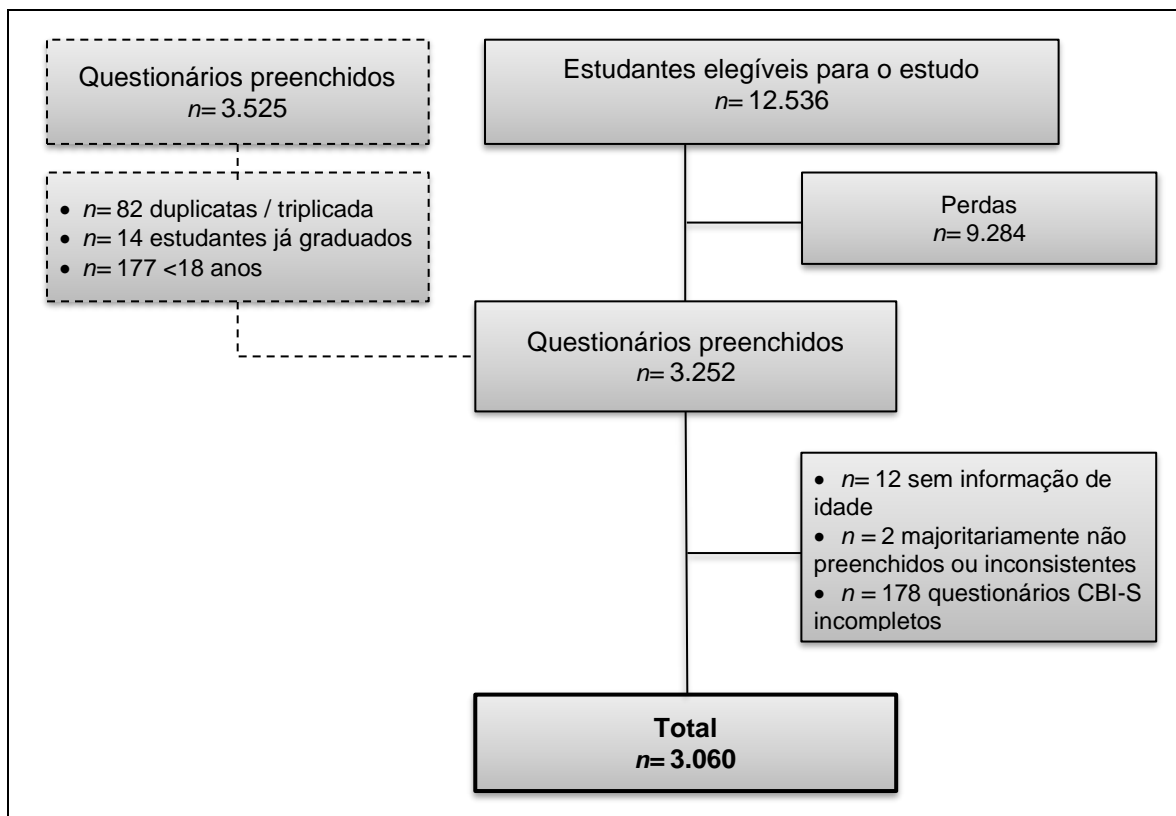 Questionários preenchidos
n= 3.525
Estudantes elegíveis para o estudo
n= 12.536
• n= 82 duplicatas / triplicada
• n= 14 estudantes já graduados
• n= 177 <18 anos
Perdas
n= 9.284
Questionários preenchidos
n= 3.252
• n= 12 sem informação de
idade
• n = 2 majoritariamente não
preenchidos ou inconsistentes
• n = 178 questionários CBI-S
incompletos
Total
n= 3.060